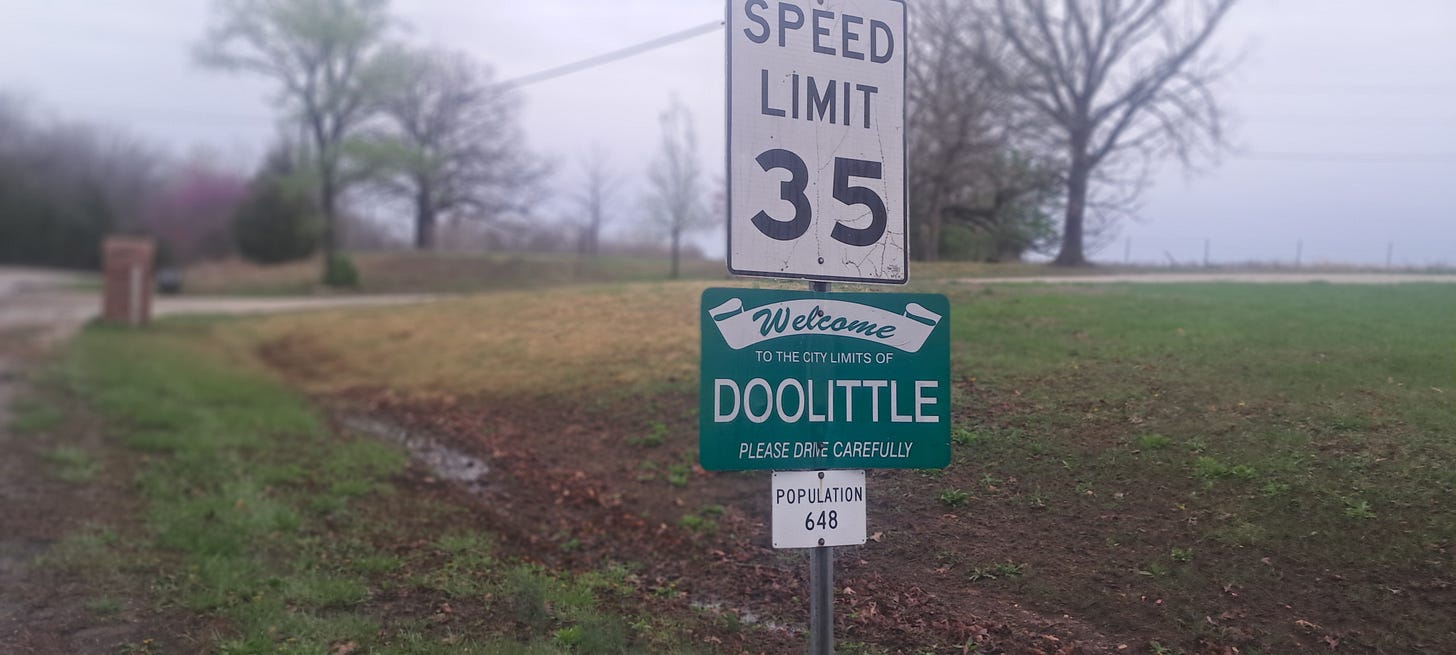 SPEED
LIMIT
35
Welcome
TO THE CITY LIMITS OF
DOOLITTLE
PLEASE DRIVE CAREFULLY
POPULATION
648